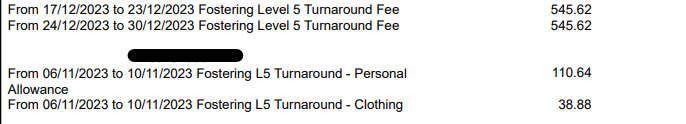 From 17/12/2023 to 23/12/2023 Fostering Level 5 Turnaround Fee 545.62
From 24/12/2023 to 30/12/2023 Fostering Level 5 Turnaround Fee 545.62
From 06/11/2023 to 10/11/2023 Fostering L5 Turnaround - Personal 110.64
Allowance
From 06/11/2023 to 10/11/2023 Fostering L5 Turnaround - Clothing 38.88